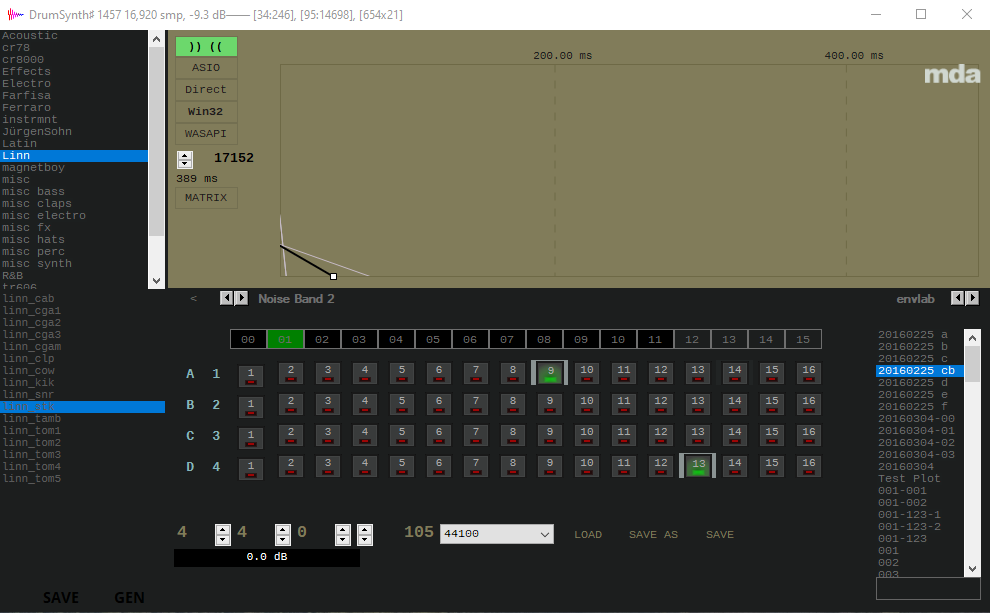 DrumSynth♯ 1457 16,920 smp, -9.3 dB—— [34:246], [95:14698], [654x21]
Acoustic
cr78
cr8000
Effects
Electro
Farfisa
Ferraro
instrmnt
JürgenSohn
Latin
Linn
magnetboy
misc
misc bass
misc claps
misc electro
misc fx
misc hats
misc perc
misc synth
R&B
tr606
)) ((
ASIO
Direct
Win32
WASAPI
17152
389 ms
MATRIX
200.00 ms
400.00 ms
mda
linn_cab
linn_cga1
linn_cga2
linn_cga3
linn_cgam
linn_clp
linn_cow
linn_kik
linn_snr
linn_tamb
linn_tom1
linn_tom2
linn_tom3
linn_tom4
linn_tom5
< Noise Band 2
envlab
00 01 02 03 04 05 06 07 08 09 10 11 12 13 14 15
A 1 1 2 3 4 5 6 7 8 9 10 11 12 13 14 15 16
B 2 1 2 3 4 5 6 7 8 9 10 11 12 13 14 15 16
C 3 1 2 3 4 5 6 7 8 9 10 11 12 13 14 15 16
D 4 1 2 3 4 5 6 7 8 9 10 11 12 13 14 15 16
20160225 a
20160225 b
20160225 c
20160225 cb
20160225 d
20160225 e
20160225 f
20160304-00
20160304-01
20160304-02
20160304-03
20160304
Test Plot
001-001
001-002
001-123-1
001-123-2
001-123
001
002
003
4 4 0 105 44100 LOAD SAVE AS SAVE
0.0 dB
SAVE GEN